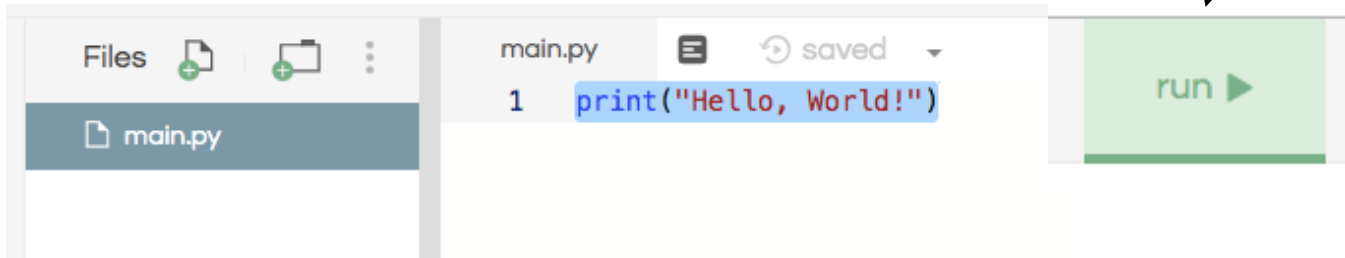 Files
main.py
main.py saved
1 print("Hello, World!")
run